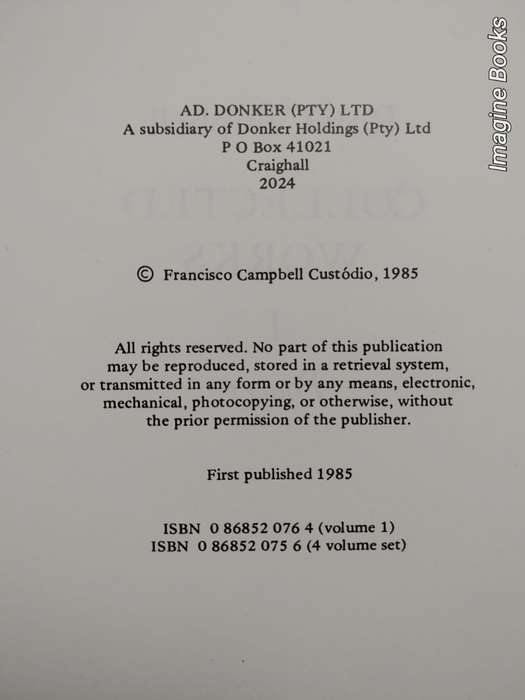 AD. DONKER (PTY) LTD
A subsidiary of Donker Holdings (Pty) Ltd
P O Box 41021
Craighall
2024
© Francisco Campbell Custódio, 1985
All rights reserved. No part of this publication
may be reproduced, stored in a retrieval system,
or transmitted in any form or by any means, electronic,
mechanical, photocopying, or otherwise, without
the prior permission of the publisher.
First published 1985
ISBN 0 86852 076 4 (volume 1)
ISBN 0 86852 075 6 (4 volume set)
Imagine Books
COLLECTED
WORKS